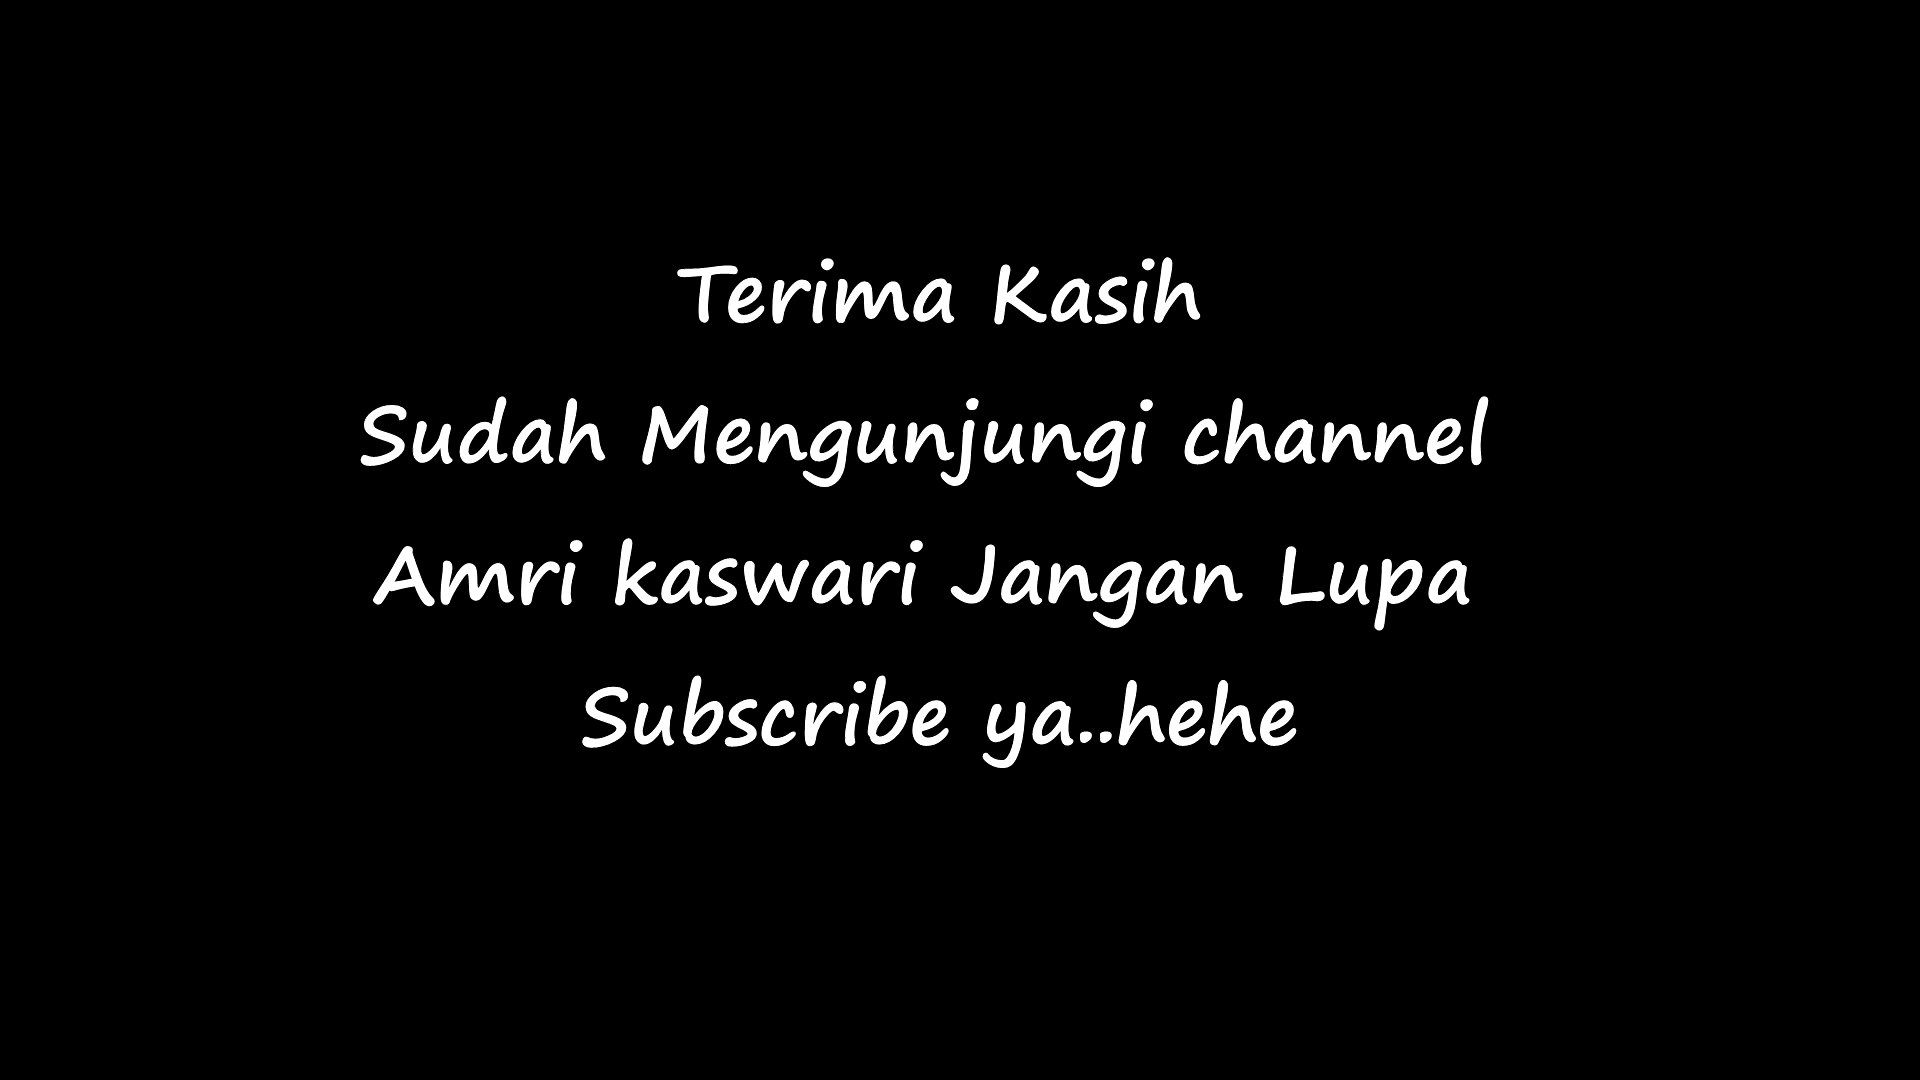 Terima Kasih
Sudah Mengunjungi channel
Amri kaswari Jangan Lupa
Subscribe ya..hehe